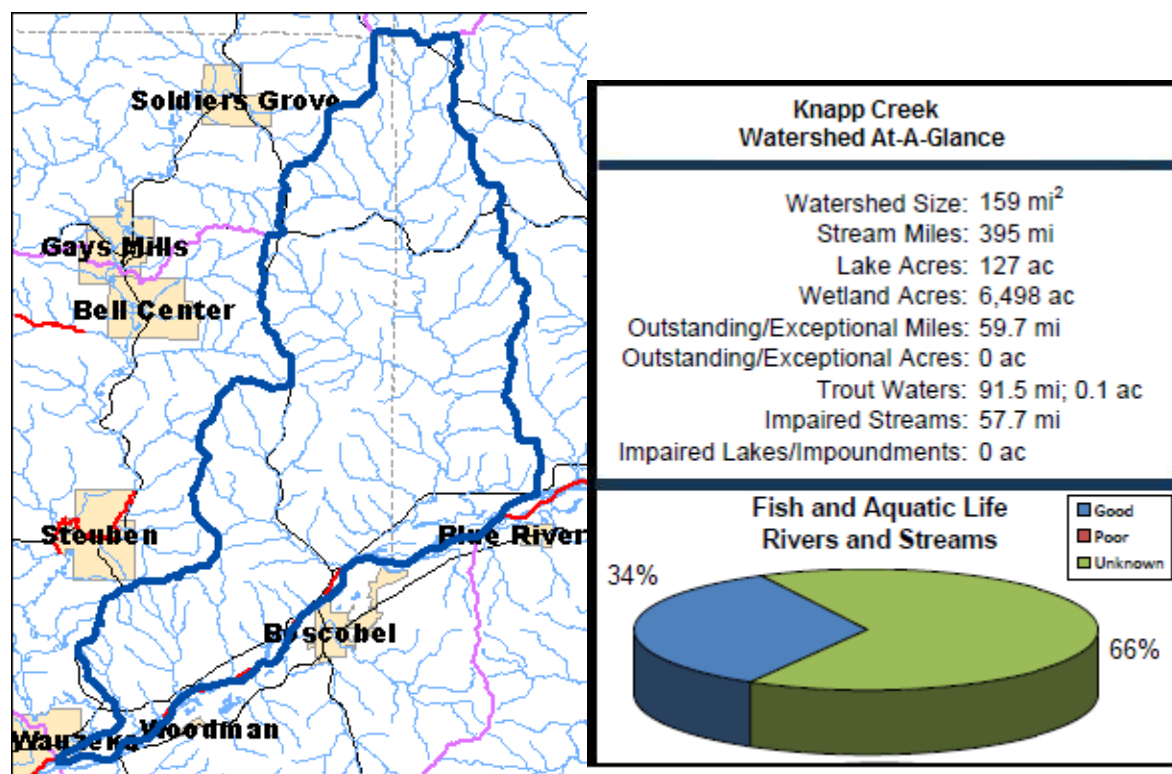 Soldiers Grove
Gays Mills
Bell Center
Steuben
Blue River
Boscobel
Woodman
Wauzeka
Knapp Creek
Watershed At-A-Glance
Watershed Size: 159 mi²
Stream Miles: 395 mi
Lake Acres: 127 ac
Wetland Acres: 6,498 ac
Outstanding/Exceptional Miles: 59.7 mi
Outstanding/Exceptional Acres: 0 ac
Trout Waters: 91.5 mi; 0.1 ac
Impaired Streams: 57.7 mi
Impaired Lakes/Impoundments: 0 ac
Fish and Aquatic Life
Rivers and Streams
Good
Poor
Unknown
34%
66%